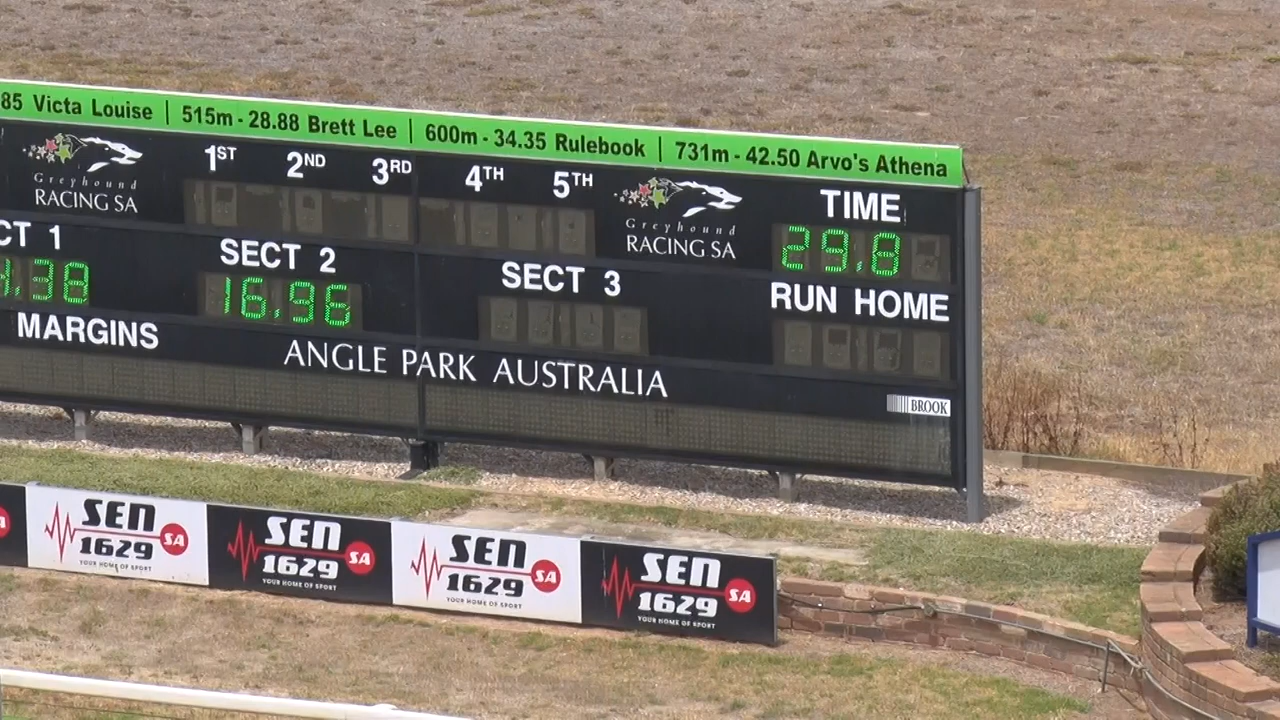 85 Victa Louise | 515m - 28.88 Brett Lee | 600m - 34.35 Rulebook | 731m - 42.50 Arvo's Athena
1ST 2ND 3RD 4TH 5TH
Greyhound
RACING SA
Greyhound
RACING SA
TIME
29.8
CT 1
.38
SECT 2
16.96
SECT 3
RUN HOME
MARGINS
ANGLE PARK AUSTRALIA
BROOK
SEN
1629
SA
YOUR HOME OF SPORT
SEN
1629
SA
YOUR HOME OF SPORT
SEN
1629
SA
YOUR HOME OF SPORT
SEN
1629
SA
YOUR HOME OF SPORT